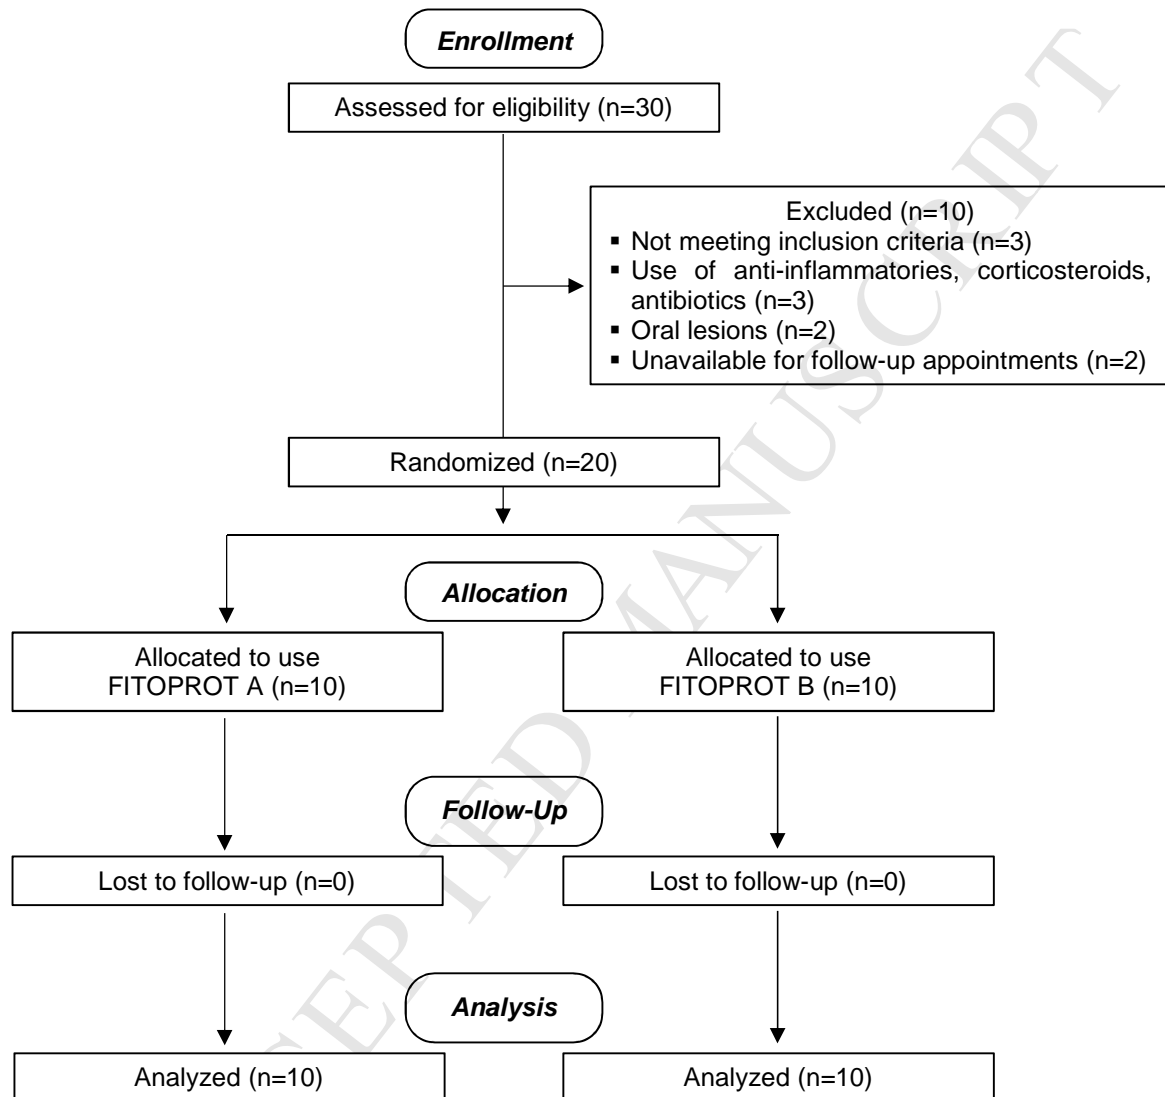 Enrollment
Assessed for eligibility (n=30)
Excluded (n=10)
▪ Not meeting inclusion criteria (n=3)
▪ Use of anti-inflammatories, corticosteroids,
antibiotics (n=3)
▪ Oral lesions (n=2)
▪ Unavailable for follow-up appointments (n=2)
Randomized (n=20)
Allocation
Allocated to use
FITOPROT A (n=10)
Allocated to use
FITOPROT B (n=10)
Follow-Up
Lost to follow-up (n=0)
Lost to follow-up (n=0)
Analysis
Analyzed (n=10)
Analyzed (n=10)
CEPTED MANUSCRIPT